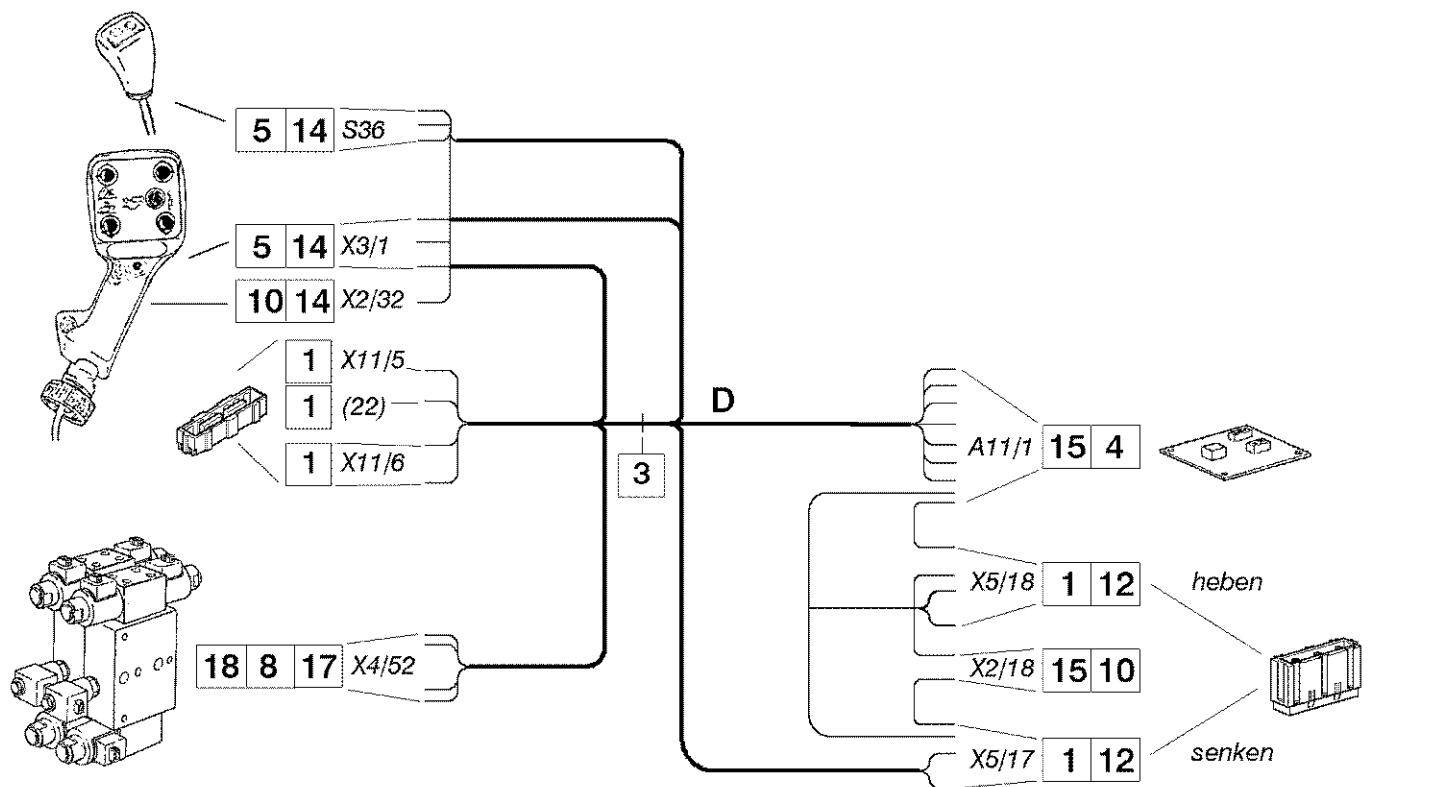 5 14 S36
5 14 X3/1
10 14 X2/32
1 X11/5
1 (22)
1 X11/6
18 8 17 X4/52
3
D
A11/1 15 4
X5/18 1 12 heben
X2/18 15 10
X5/17 1 12 senken